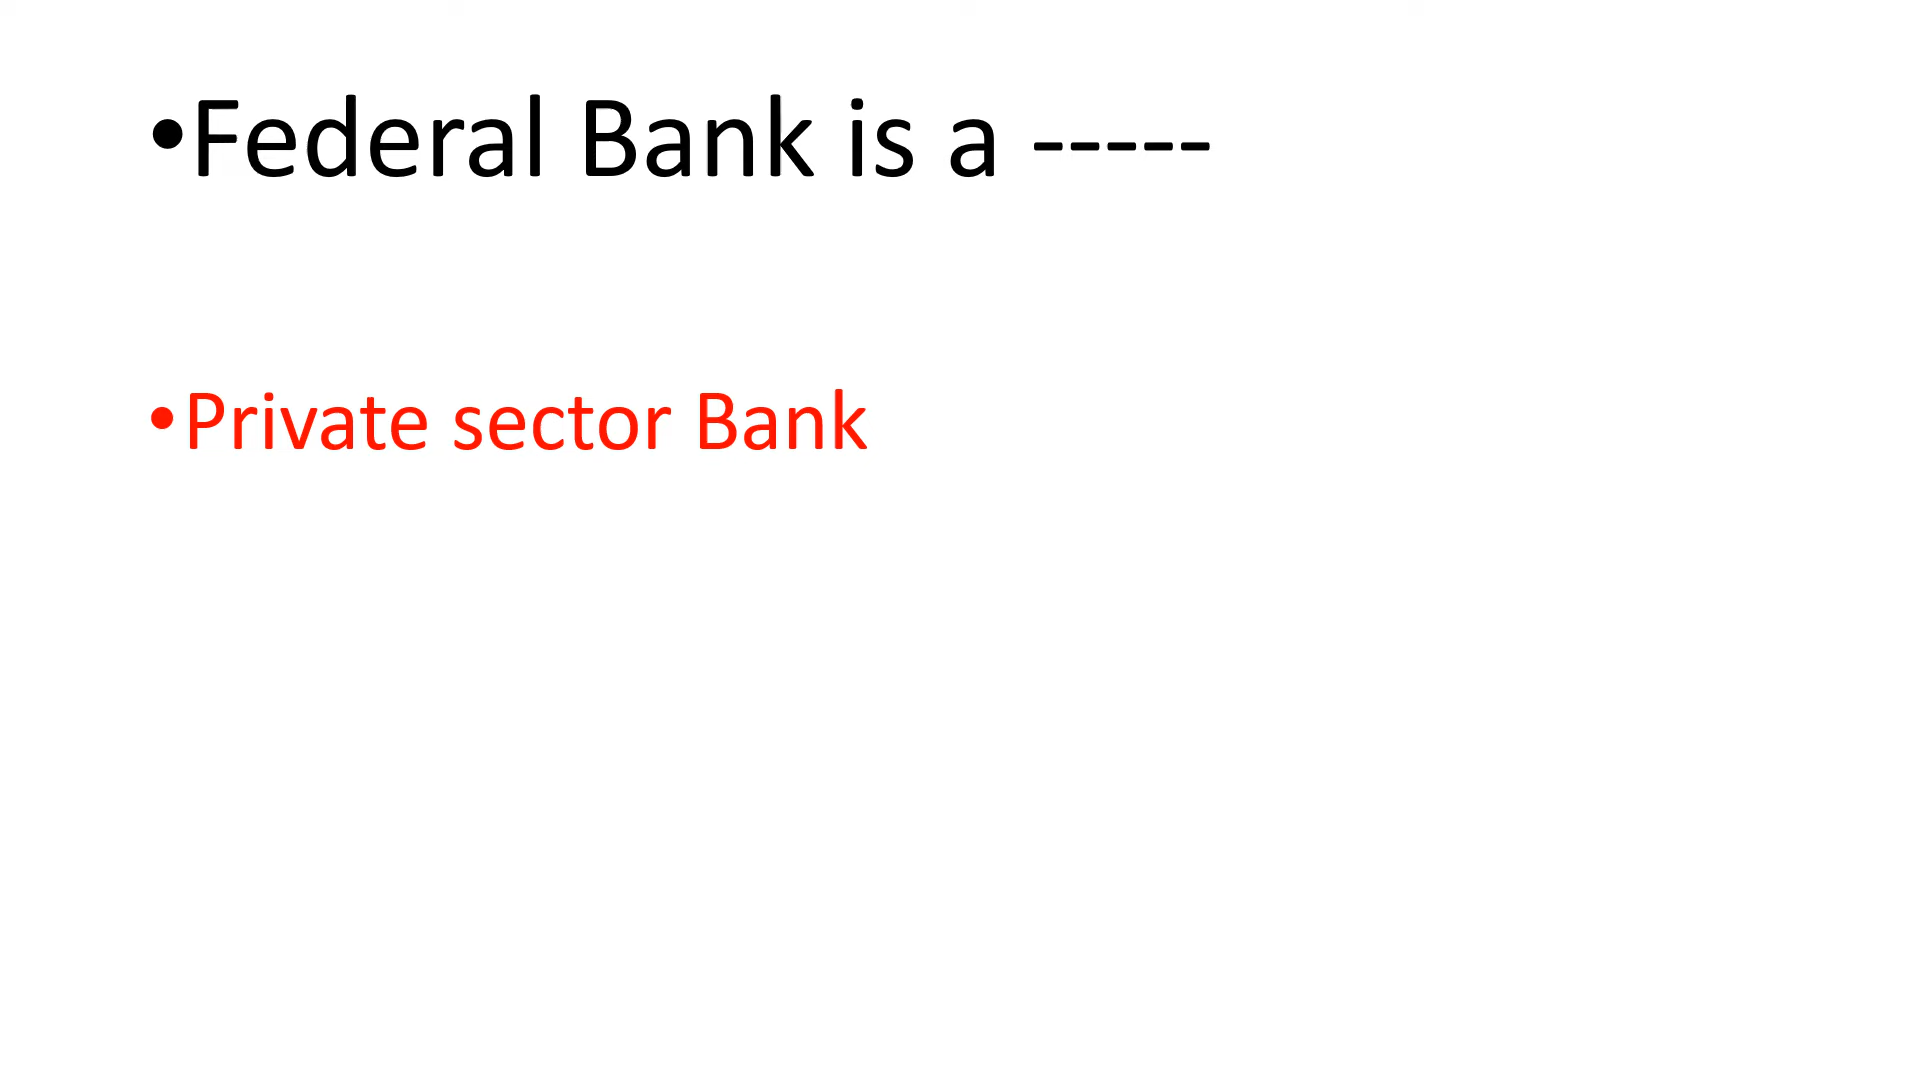 •Federal Bank is a -----
•Private sector Bank